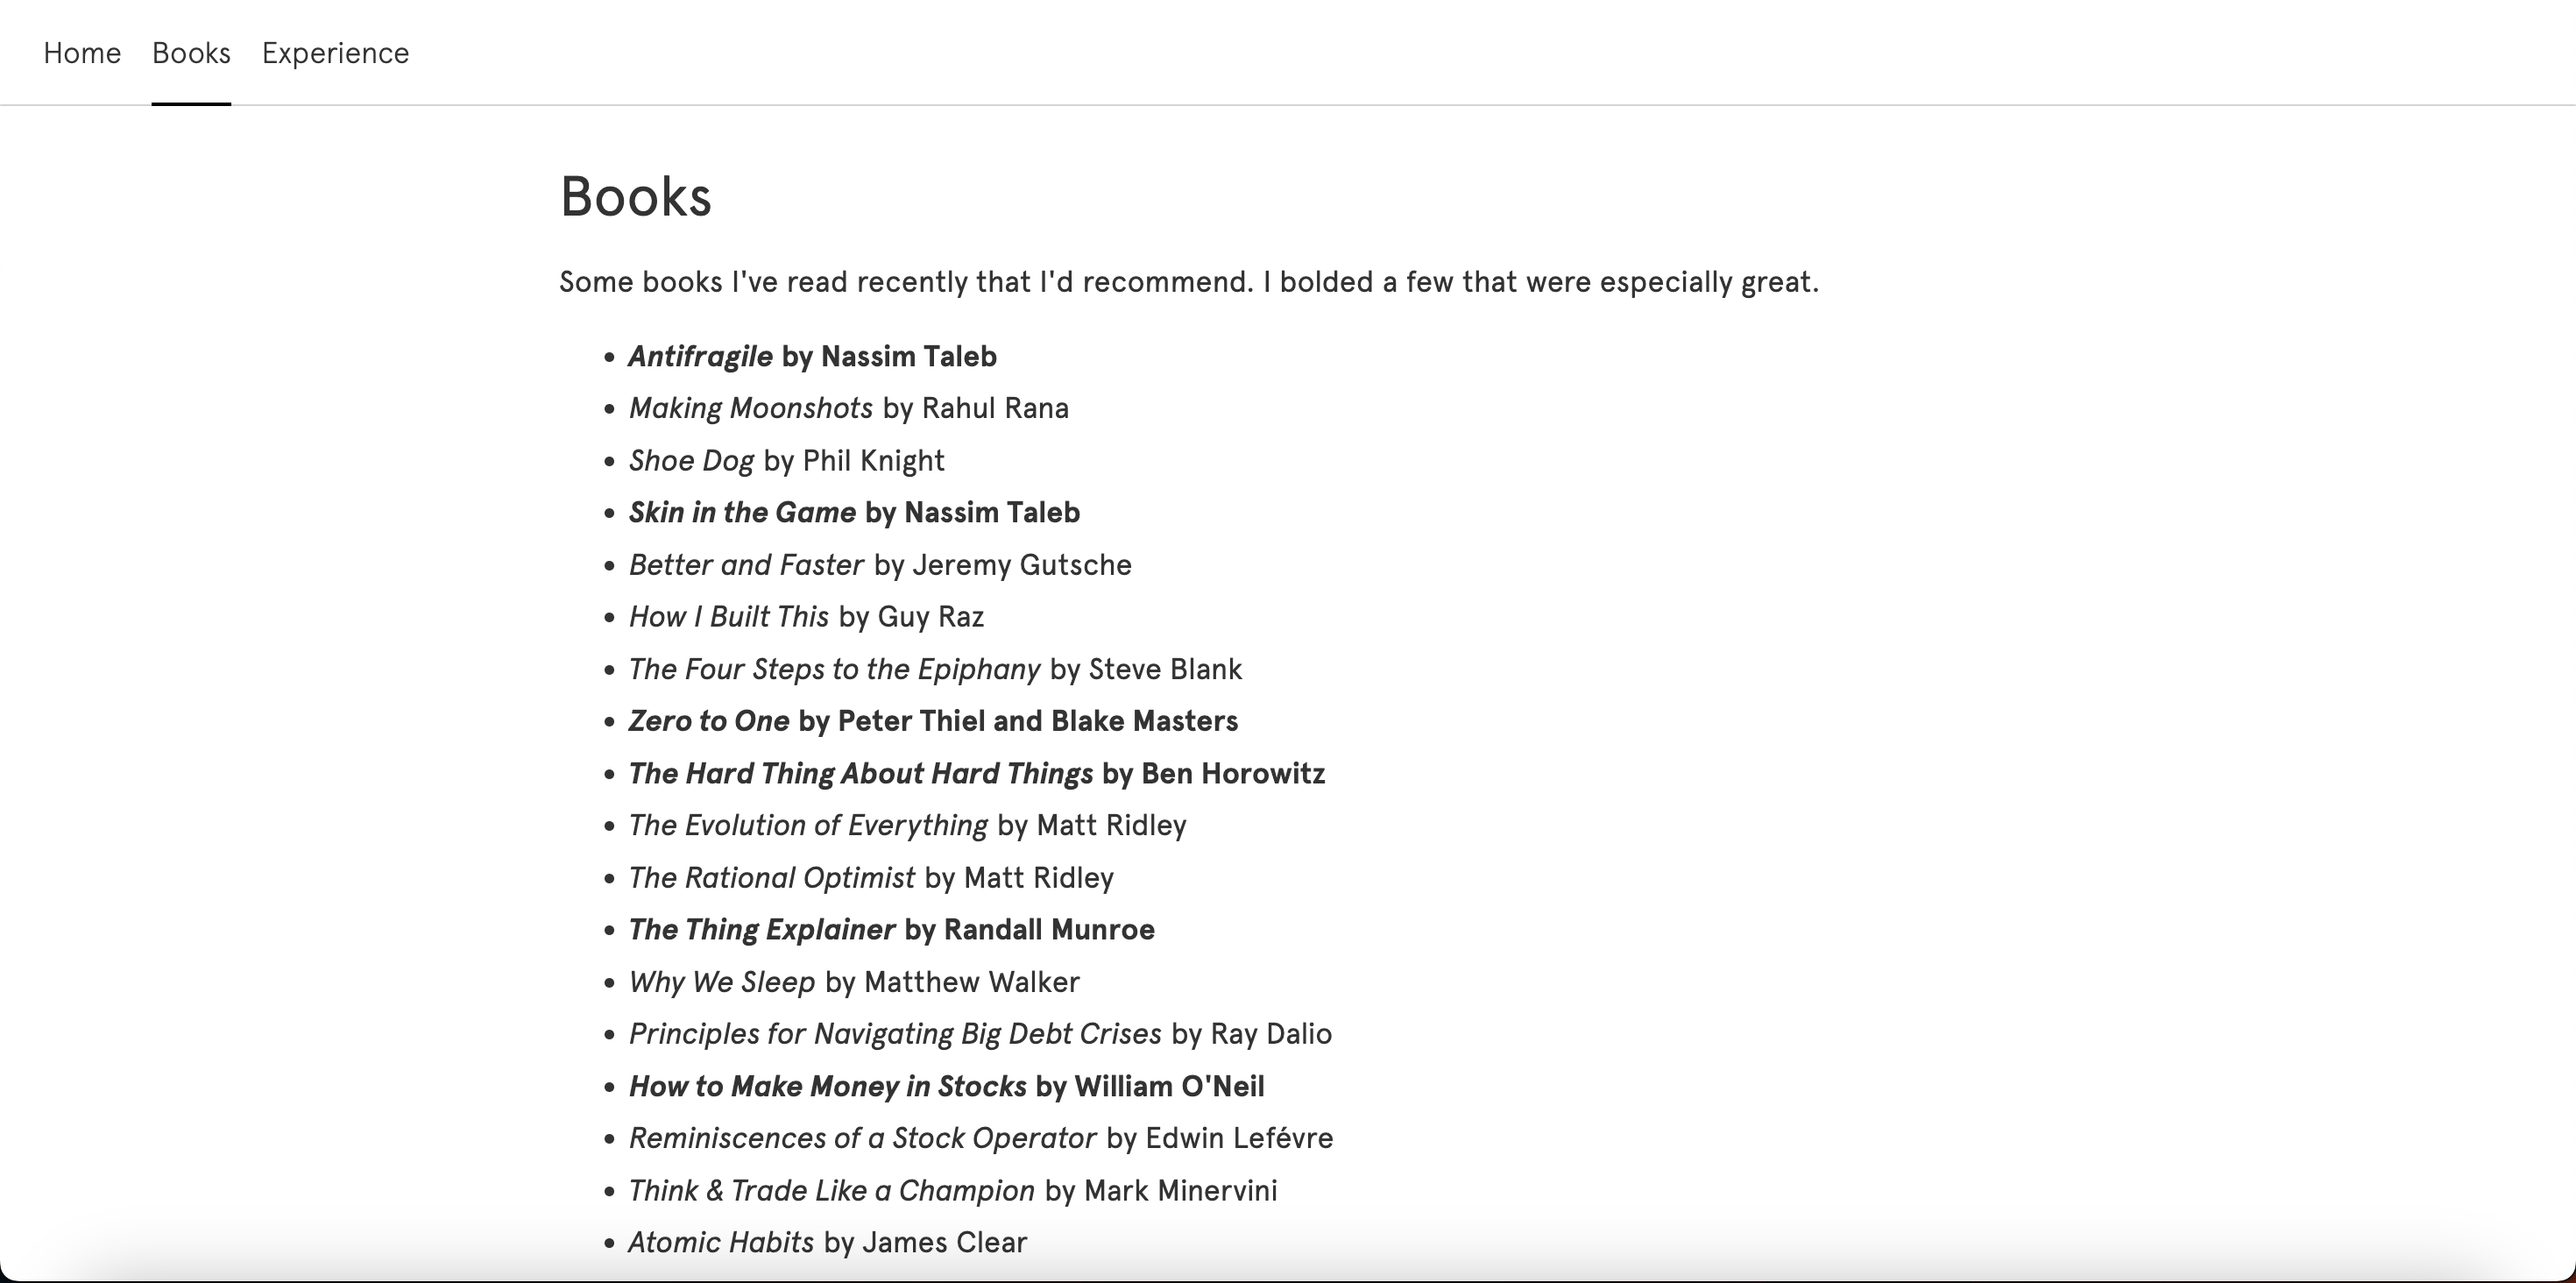 Home Books Experience
Books
Some books I've read recently that I'd recommend. I bolded a few that were especially great.
• Antifragile by Nassim Taleb
• Making Moonshots by Rahul Rana
• Shoe Dog by Phil Knight
• Skin in the Game by Nassim Taleb
• Better and Faster by Jeremy Gutsche
• How I Built This by Guy Raz
• The Four Steps to the Epiphany by Steve Blank
• Zero to One by Peter Thiel and Blake Masters
• The Hard Thing About Hard Things by Ben Horowitz
• The Evolution of Everything by Matt Ridley
• The Rational Optimist by Matt Ridley
• The Thing Explainer by Randall Munroe
• Why We Sleep by Matthew Walker
• Principles for Navigating Big Debt Crises by Ray Dalio
• How to Make Money in Stocks by William O'Neil
• Reminiscences of a Stock Operator by Edwin Lefévre
• Think & Trade Like a Champion by Mark Minervini
• Atomic Habits by James Clear